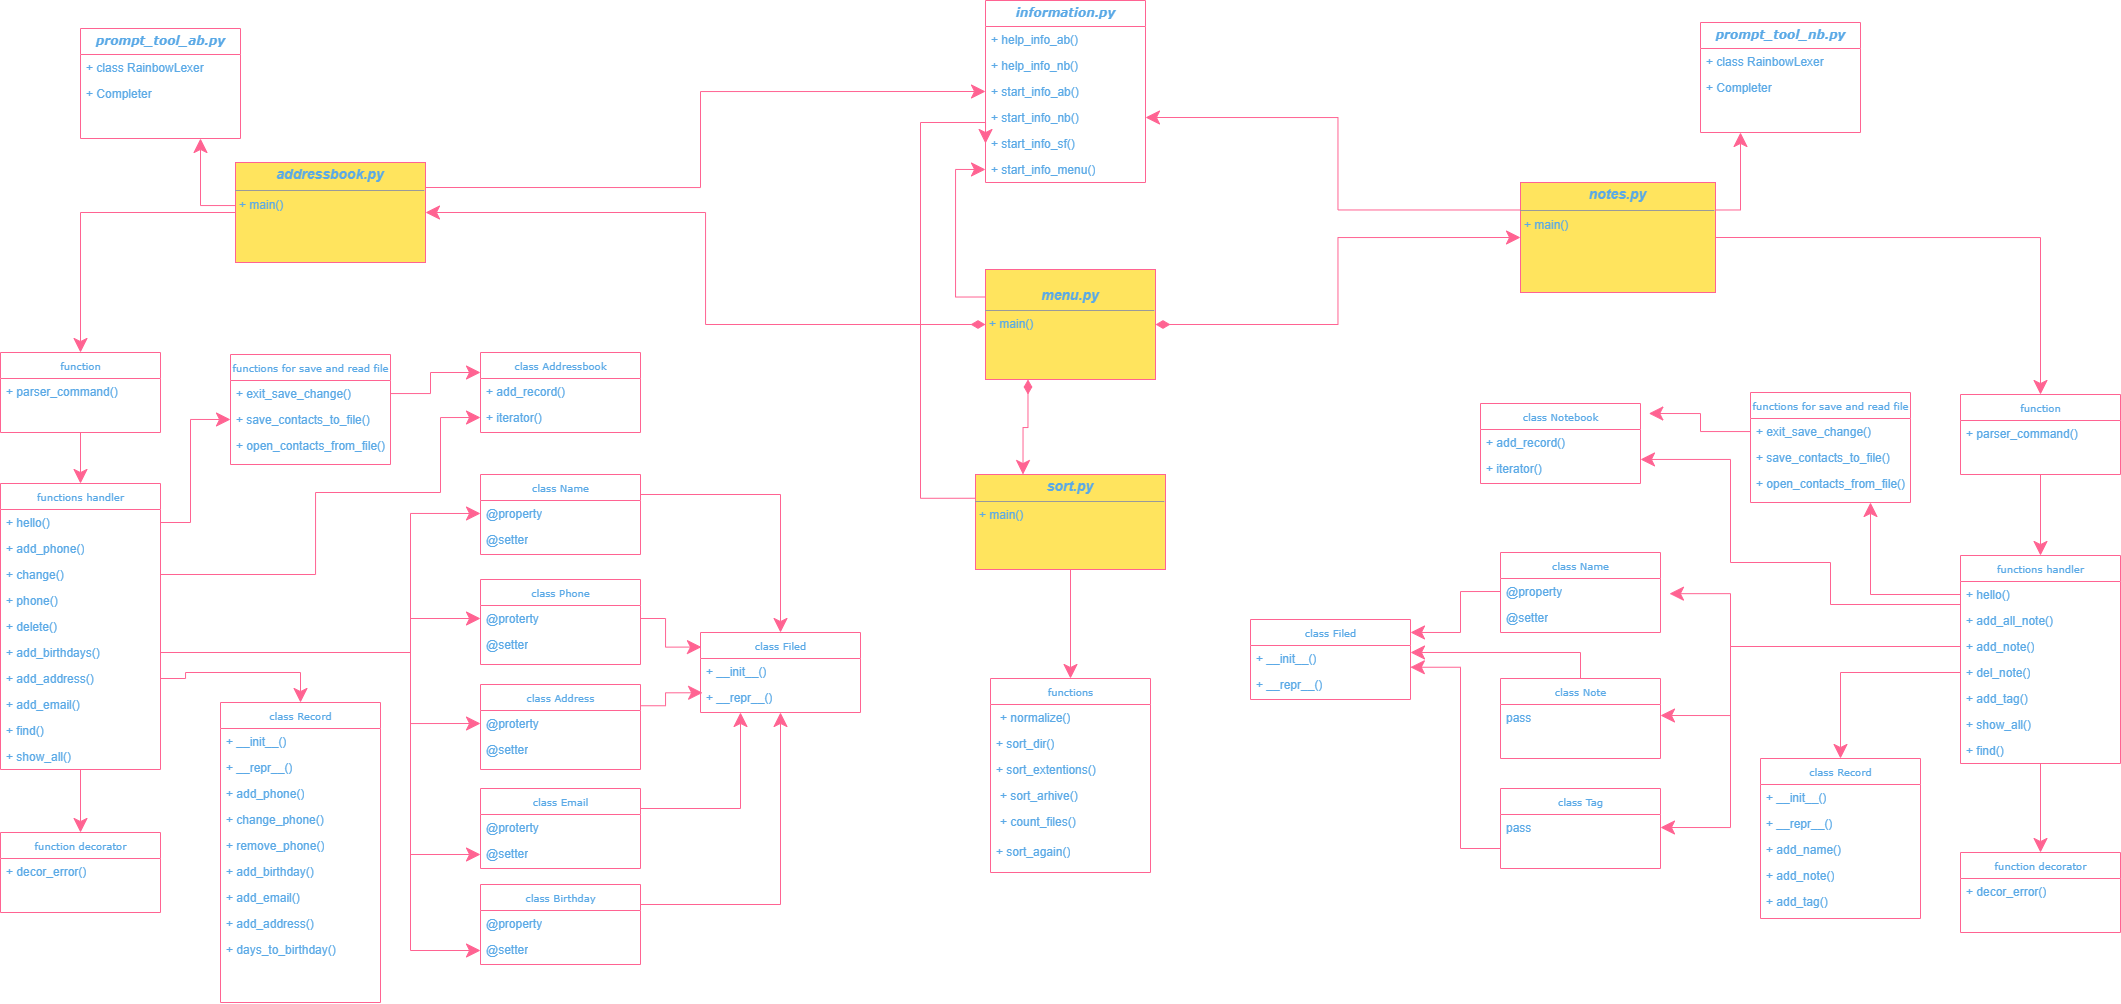 prompt_tool_ab.py
+ class RainbowLexer
+ Completer
information.py
+ help_info_ab()
+ help_info_nb()
+ start_info_ab()
+ start_info_nb()
+ start_info_sf()
+ start_info_menu()
prompt_tool_nb.py
+ class RainbowLexer
+ Completer
addressbook.py
+ main()
notes.py
+ main()
menu.py
+ main()
sort.py
+ main()
function
+ parser_command()
functions for save and read file
+ exit_save_change()
+ save_contacts_to_file()
+ open_contacts_from_file()
class Addressbook
+ add_record()
+ iterator()
functions handler
+ hello()
+ add_phone()
+ change()
+ phone()
+ delete()
+ add_birthdays()
+ add_address()
+ add_email()
+ find()
+ show_all()
function decorator
+ decor_error()
class Record
+ __init__()
+ __repr__()
+ add_phone()
+ change_phone()
+ remove_phone()
+ add_birthday()
+ add_email()
+ add_address()
+ days_to_birthday()
class Name
@property
@setter
class Phone
@proterty
@setter
class Address
@proterty
@setter
class Email
@proterty
@setter
class Birthday
@property
@setter
class Filed
+ __init__()
+ __repr__()
functions
+ normalize()
+ sort_dir()
+ sort_extentions()
+ sort_arhive()
+ count_files()
+ sort_again()
class Notebook
+ add_record()
+ iterator()
functions for save and read file
+ exit_save_change()
+ save_contacts_to_file()
+ open_contacts_from_file()
function
+ parser_command()
class Filed
+ __init__()
+ __repr__()
class Name
@property
@setter
class Note
pass
class Tag
pass
functions handler
+ hello()
+ add_all_note()
+ add_note()
+ del_note()
+ add_tag()
+ show_all()
+ find()
class Record
+ __init__()
+ __repr__()
+ add_name()
+ add_note()
+ add_tag()
function decorator
+ decor_error()